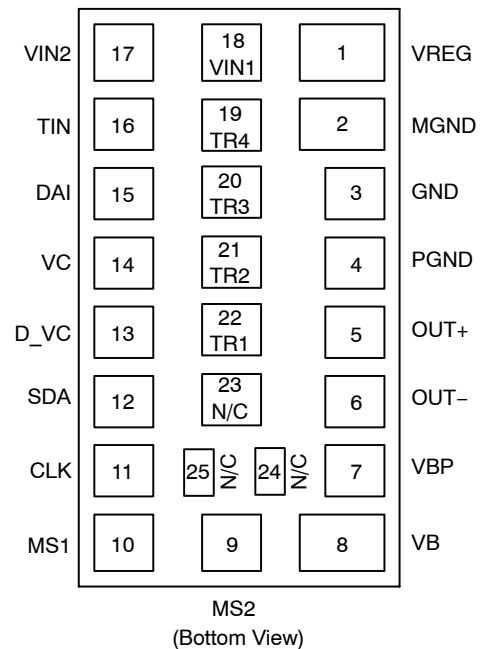 VIN2 17 18 1 VREG
VIN1
TIN 16 19 2 MGND
TR4
DAI 15 20 3 GND
TR3
VC 14 21 4 PGND
TR2
D_VC 13 22 5 OUT+
TR1
SDA 12 23 6 OUT−
N/C
CLK 11 25 N/C 24 N/C 7 VBP
MS1 10 9 8 VB
MS2
(Bottom View)